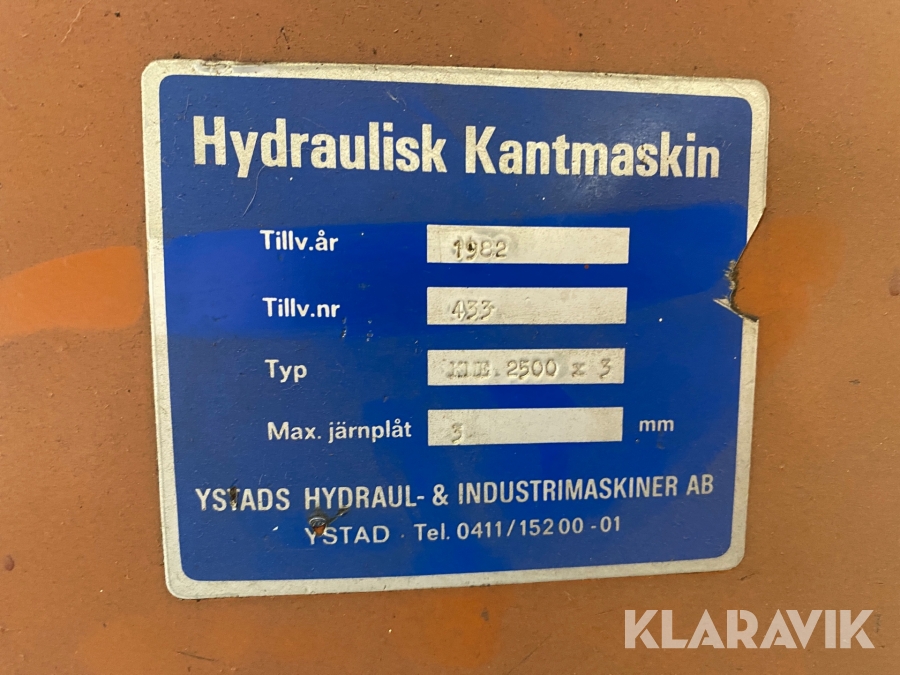 Hydraulisk Kantmaskin
Tillv.år 1982
Tillv.nr 433
Typ 2500 x 3
Max. järnplåt 3 mm
YSTADS HYDRAUL- & INDUSTRIMASKINER AB
YSTAD · Tel. 0411/152 00 - 01
KLARAVIK